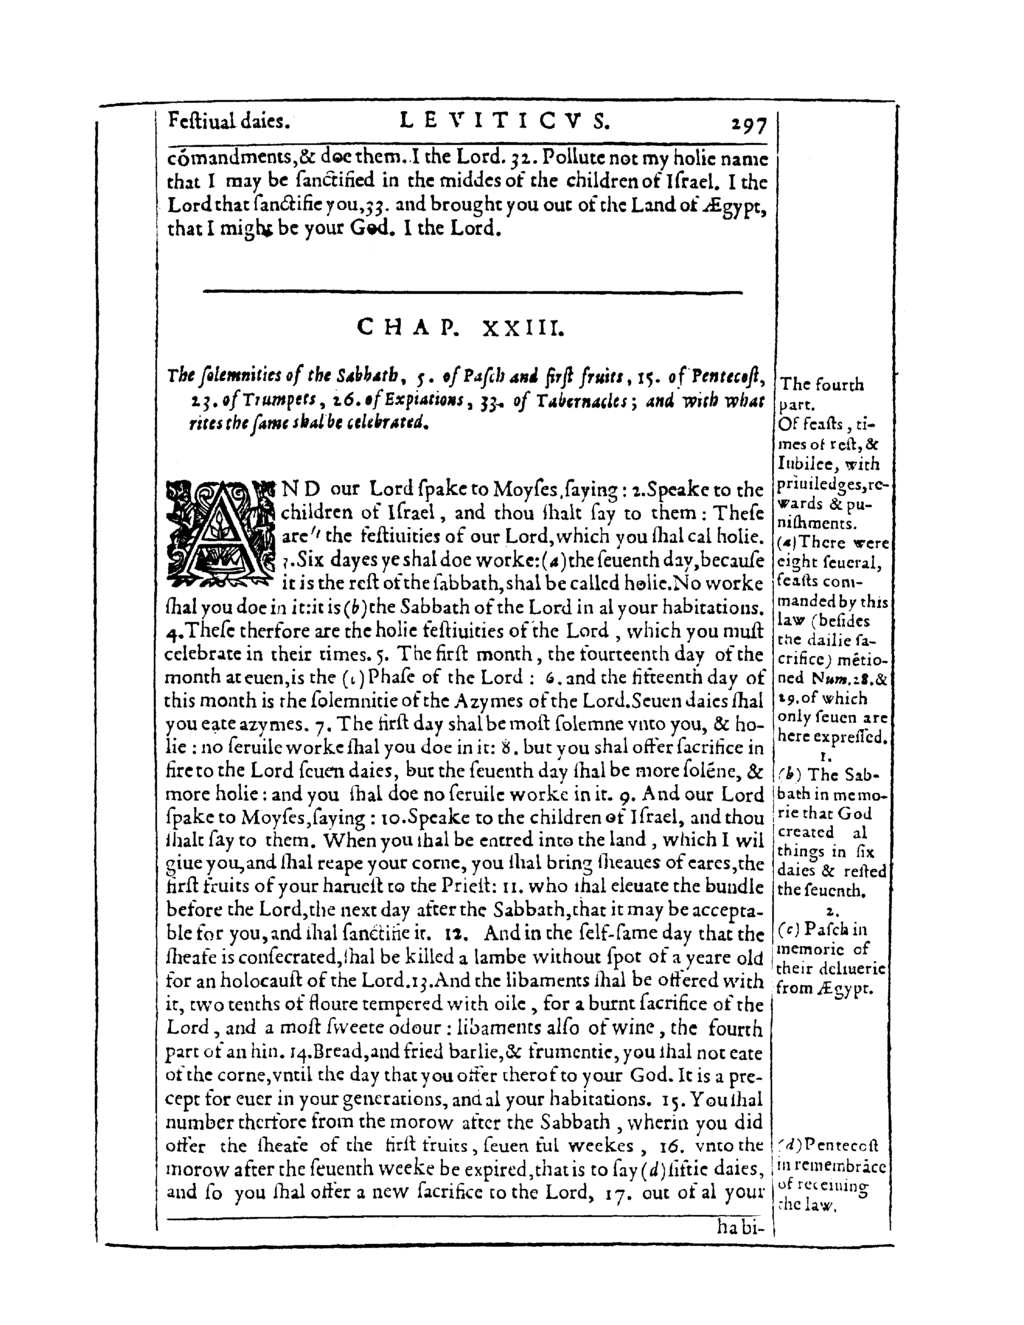 Feſtiual daies. LEVITICVS. 297
cómandments,& doe them. I the Lord. 32. Pollute not my holie name
that I may be ſanctified in the middes of the children of Iſrael. I the
Lord that ſanctifie you,33. and brought you out of the Land of Ægypt,
that I might be your God. I the Lord.
CHAP. XXIII.
The ſolemnities of the Sabbath, 5. of Paſch and firſt fruits, 15. of Pentecoſt,
23. of Trumpets, 26. of Expiations, 33. of Tabernacles; and with what
rites the ſame shal be celebrated.
AND our Lord ſpake to Moyſes,ſaying: 2.Speake to the
children of Iſrael, and thou ſhalt ſay to them: Theſe
are" the feſtiuities of our Lord,which you ſhal cal holie.
3.Six dayes ye shal doe worke:(a)the ſeuenth day,becauſe
it is the reſt of the ſabbath,shal be called holie.No worke
ſhal you doe in it:it is (b)the Sabbath of the Lord in al your habitations.
4.Theſe therfore are the holie feſtiuities of the Lord, which you muſt
celebrate in their times. 5. The firſt month, the fourteenth day of the
month at euen,is the (c)Phaſe of the Lord: 6.and the fifteenth day of
this month is the ſolemnitie of the Azymes of the Lord.Seuen daies ſhal
you eate azymes. 7. The firſt day shal be moſt ſolemne vnto you, & ho-
lie: no ſeruile worke ſhal you doe in it: 8. but you shal offer ſacrifice in
fire to the Lord ſeuen daies, but the ſeuenth day ſhal be more ſoléne, &
more holie: and you ſhal doe no ſeruile worke in it. 9. And our Lord
ſpake to Moyſes,ſaying: 10.Speake to the children of Iſrael, and thou
ſhalt ſay to them. When you ſhal be entred into the land, which I wil
giue you,and ſhal reape your corne, you ſhal bring ſheaues of eares,the
firſt fruits of your harueſt to the Prieſt: 11. who ſhal eleuate the bundle
before the Lord,the next day after the Sabbath,that it may be accepta-
ble for you,and ſhal ſanctifie it. 12. And in the ſelf-ſame day that the
ſheafe is conſecrated,ſhal be killed a lambe without ſpot of a yeare old
for an holocauſt of the Lord.13.And the libaments ſhal be offered with
it, two tenths of floure tempered with oile, for a burnt ſacrifice of the
Lord, and a moſt ſweete odour: libaments alſo of wine, the fourth
part of an hin. 14.Bread,and fried barlie,& frumentie, you ſhal not eate
of the corne,vntil the day that you offer therof to your God. It is a pre-
cept for euer in your generations, and al your habitations. 15. You ſhal
number therfore from the morow after the Sabbath, wherin you did
offer the ſheafe of the firſt fruits, ſeuen ful weekes, 16. vnto the
morow after the ſeuenth weeke be expired,that is to ſay (d)fiftie daies,
and ſo you ſhal offer a new ſacrifice to the Lord, 17. out of al your
habi-
The fourth
part.
Of feaſts, ti-
mes of reſt, &
Iubilee, with
priuiledges,re-
wards & pu-
niſhments.
(a)There were
eight ſeueral,
feaſts com-
manded by this
law (beſides
the dailie ſa-
crifice) métio-
ned Num.28.&
29.of which
only ſeuen are
here expreſſed.
1.
(b) The Sab-
bath in memo-
rie that God
created al
things in ſix
daies & reſted
the ſeuenth.
2.
(c) Paſch in
memorie of
their deliuerie
from Ægypt.
(d)Pentecoſt
in remembráce
of receiuing
the law.